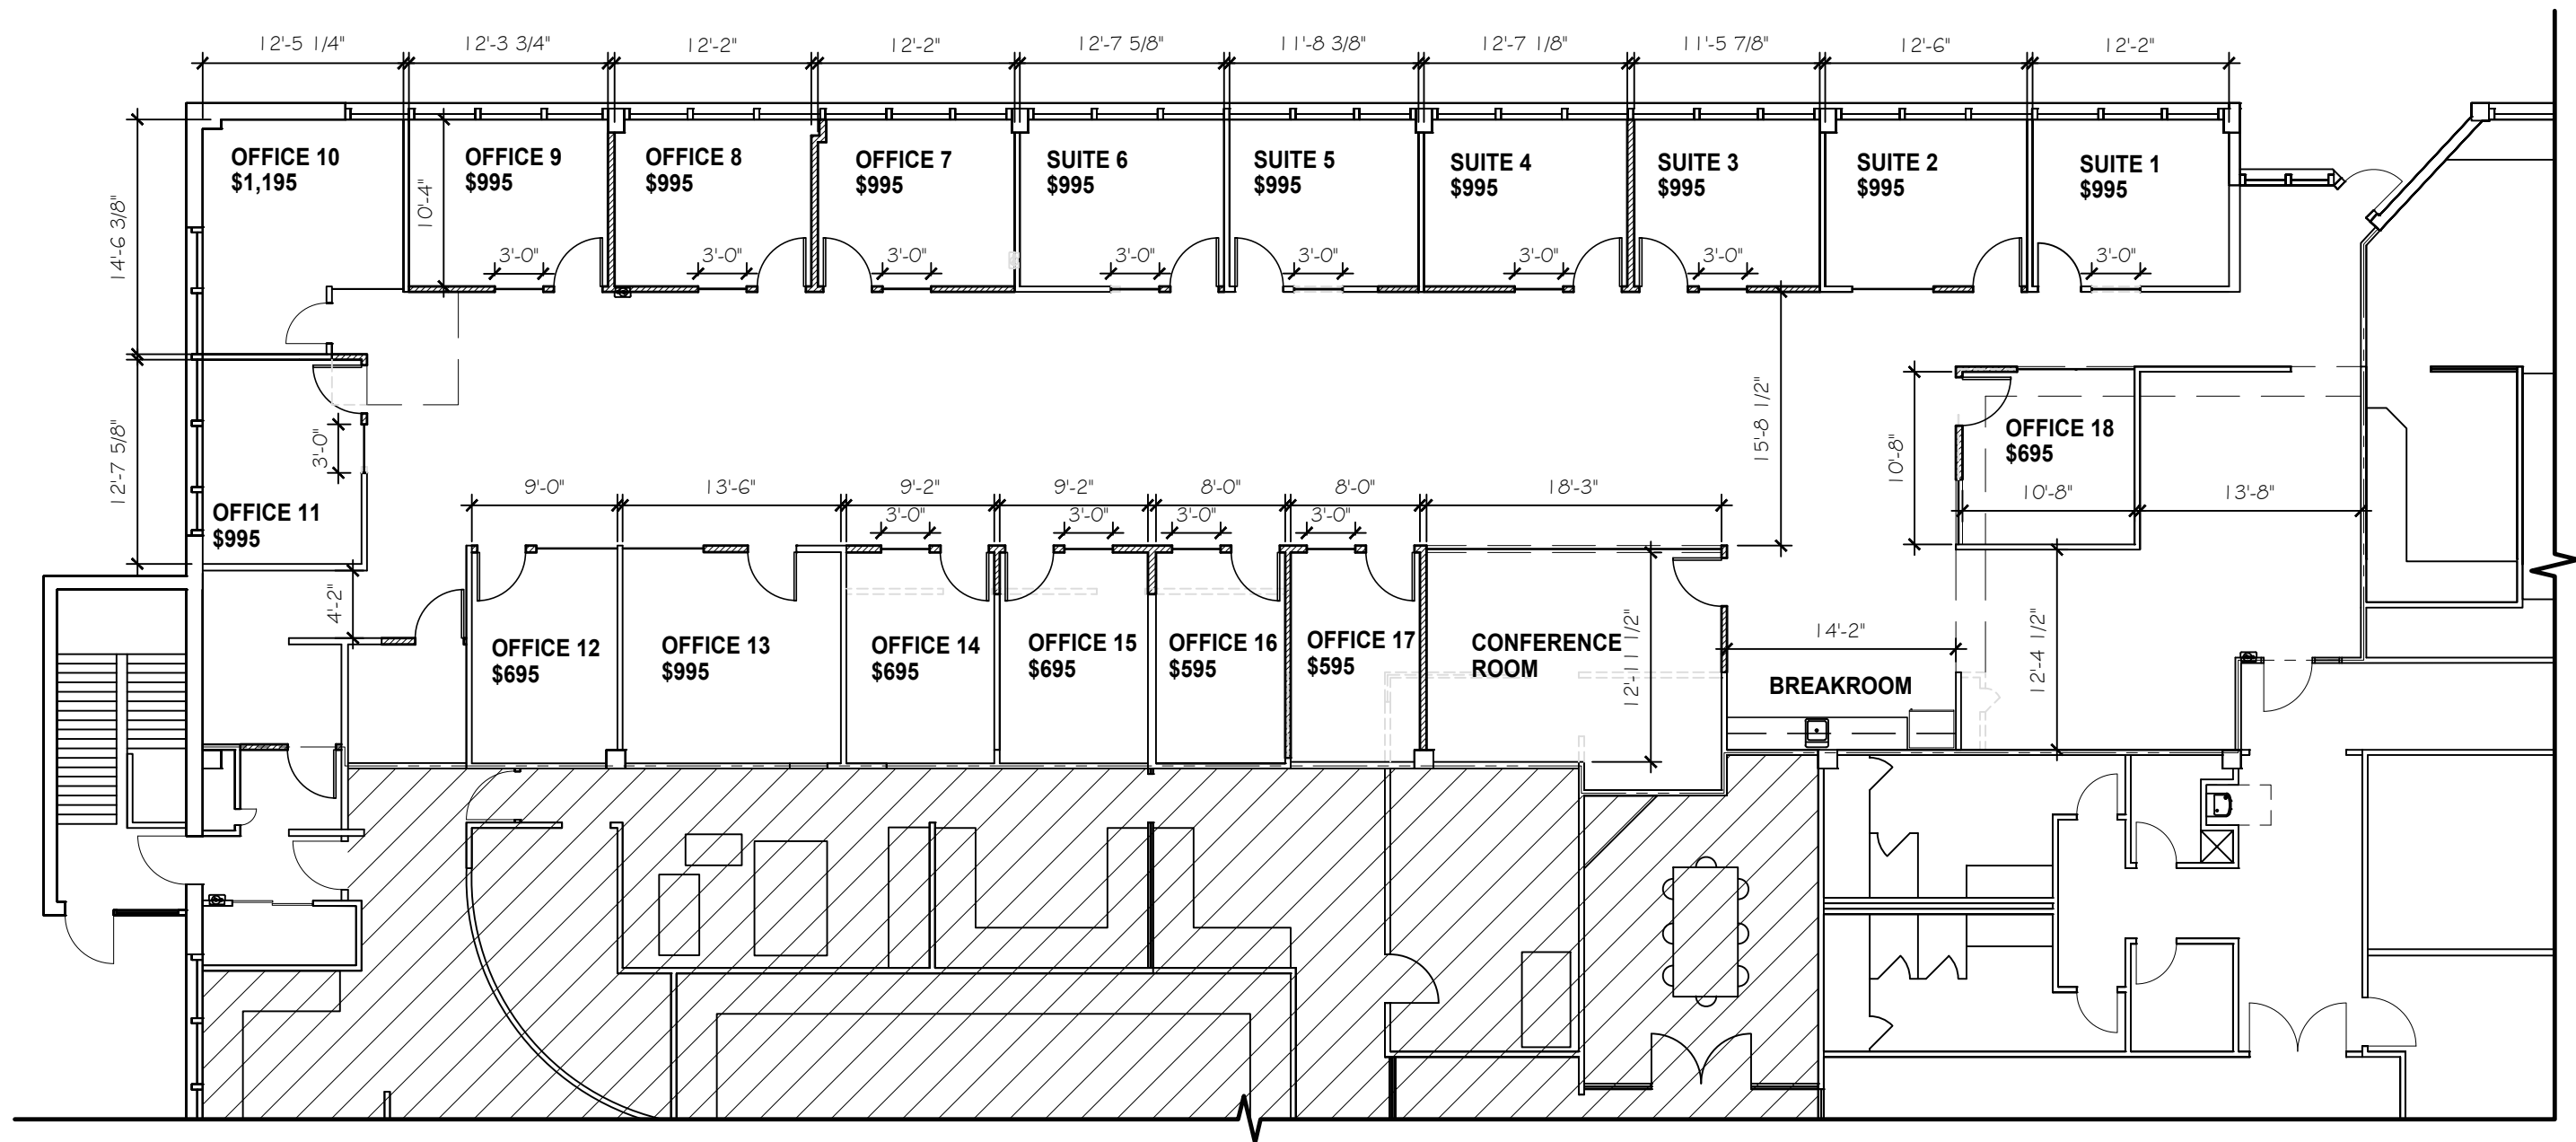 12'-5 1/4"
12'-3 3/4"
12'-2"
12'-2"
12'-7 5/8"
11'-8 3/8"
12'-7 1/8"
11'-5 7/8"
12'-6"
12'-2"
OFFICE 10
$1,195
OFFICE 9
$995
OFFICE 8
$995
OFFICE 7
$995
SUITE 6
$995
SUITE 5
$995
SUITE 4
$995
SUITE 3
$995
SUITE 2
$995
SUITE 1
$995
14'-6 3/8"
10'-4"
3'-0"
3'-0"
3'-0"
3'-0"
3'-0"
3'-0"
3'-0"
3'-0"
12'-7 5/8"
3'-0"
OFFICE 11
$995
15'-8 1/2"
10'-8"
OFFICE 18
$695
10'-8"
13'-8"
9'-0"
13'-6"
9'-2"
9'-2"
8'-0"
8'-0"
18'-3"
3'-0"
3'-0"
3'-0"
3'-0"
4'-2"
OFFICE 12
$695
OFFICE 13
$995
OFFICE 14
$695
OFFICE 15
$695
OFFICE 16
$595
OFFICE 17
$595
CONFERENCE
ROOM
12'-11 1/2"
14'-2"
BREAKROOM
12'-4 1/2"